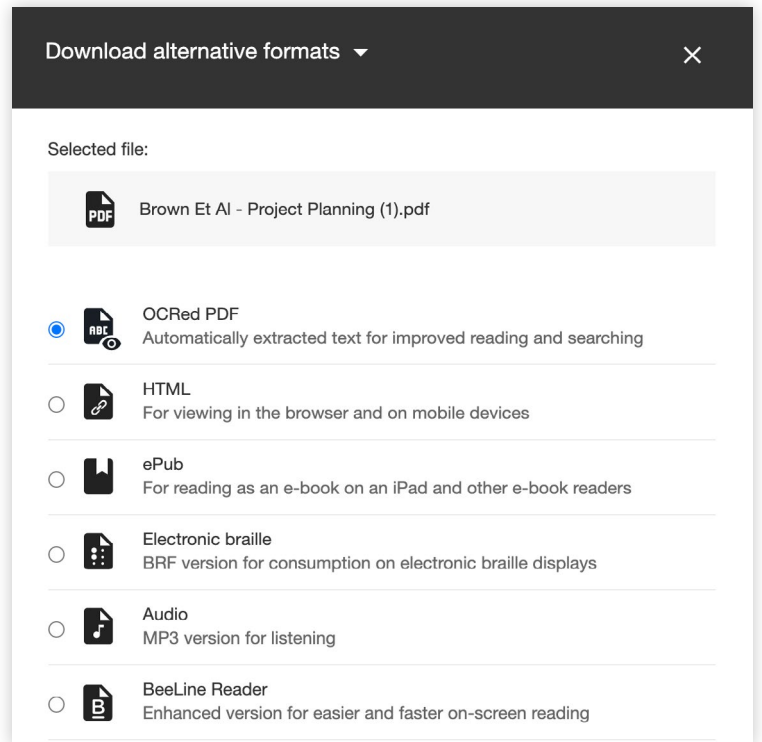 Download alternative formats
Selected file:
PDF
Brown Et Al - Project Planning (1).pdf
OCRed PDF
ABC
Automatically extracted text for improved reading and searching
HTML
For viewing in the browser and on mobile devices
ePub
For reading as an e-book on an iPad and other e-book readers
Electronic braille
BRF version for consumption on electronic braille displays
Audio
MP3 version for listening
BeeLine Reader
B
Enhanced version for easier and faster on-screen reading